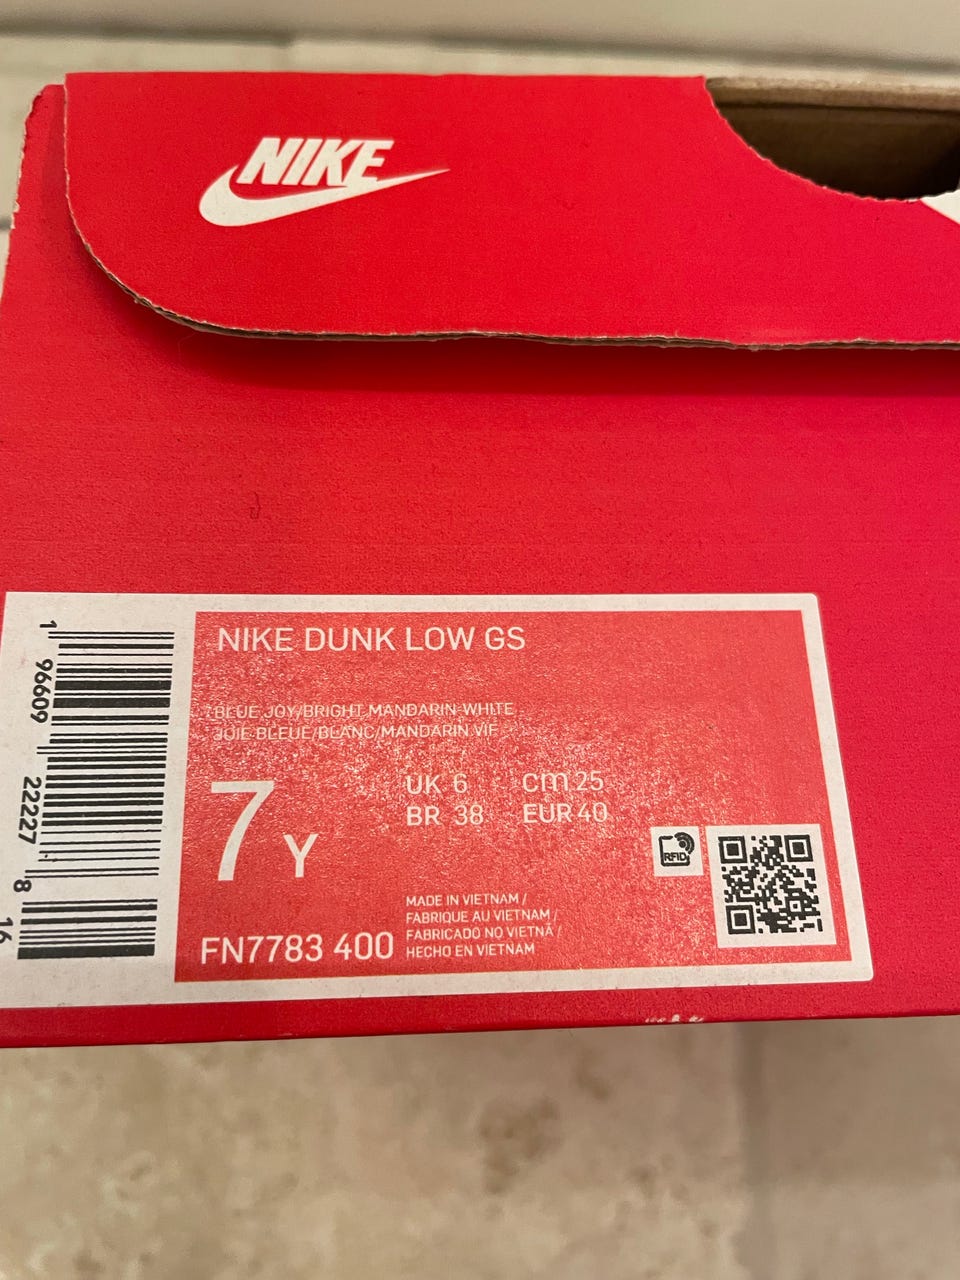 NIKE
NIKE DUNK LOW GS
BLUE JOY/BRIGHT MANDARIN-WHITE
JOIE BLEUE/BLANC/MANDARIN VIF
7 Y
UK 6 cm 25
BR 38 EUR 40
RFID
MADE IN VIETNAM /
FABRIQUE AU VIETNAM /
FABRICADO NO VIETNÃ /
HECHO EN VIETNAM
FN7783 400
1 96609 22227 8 16